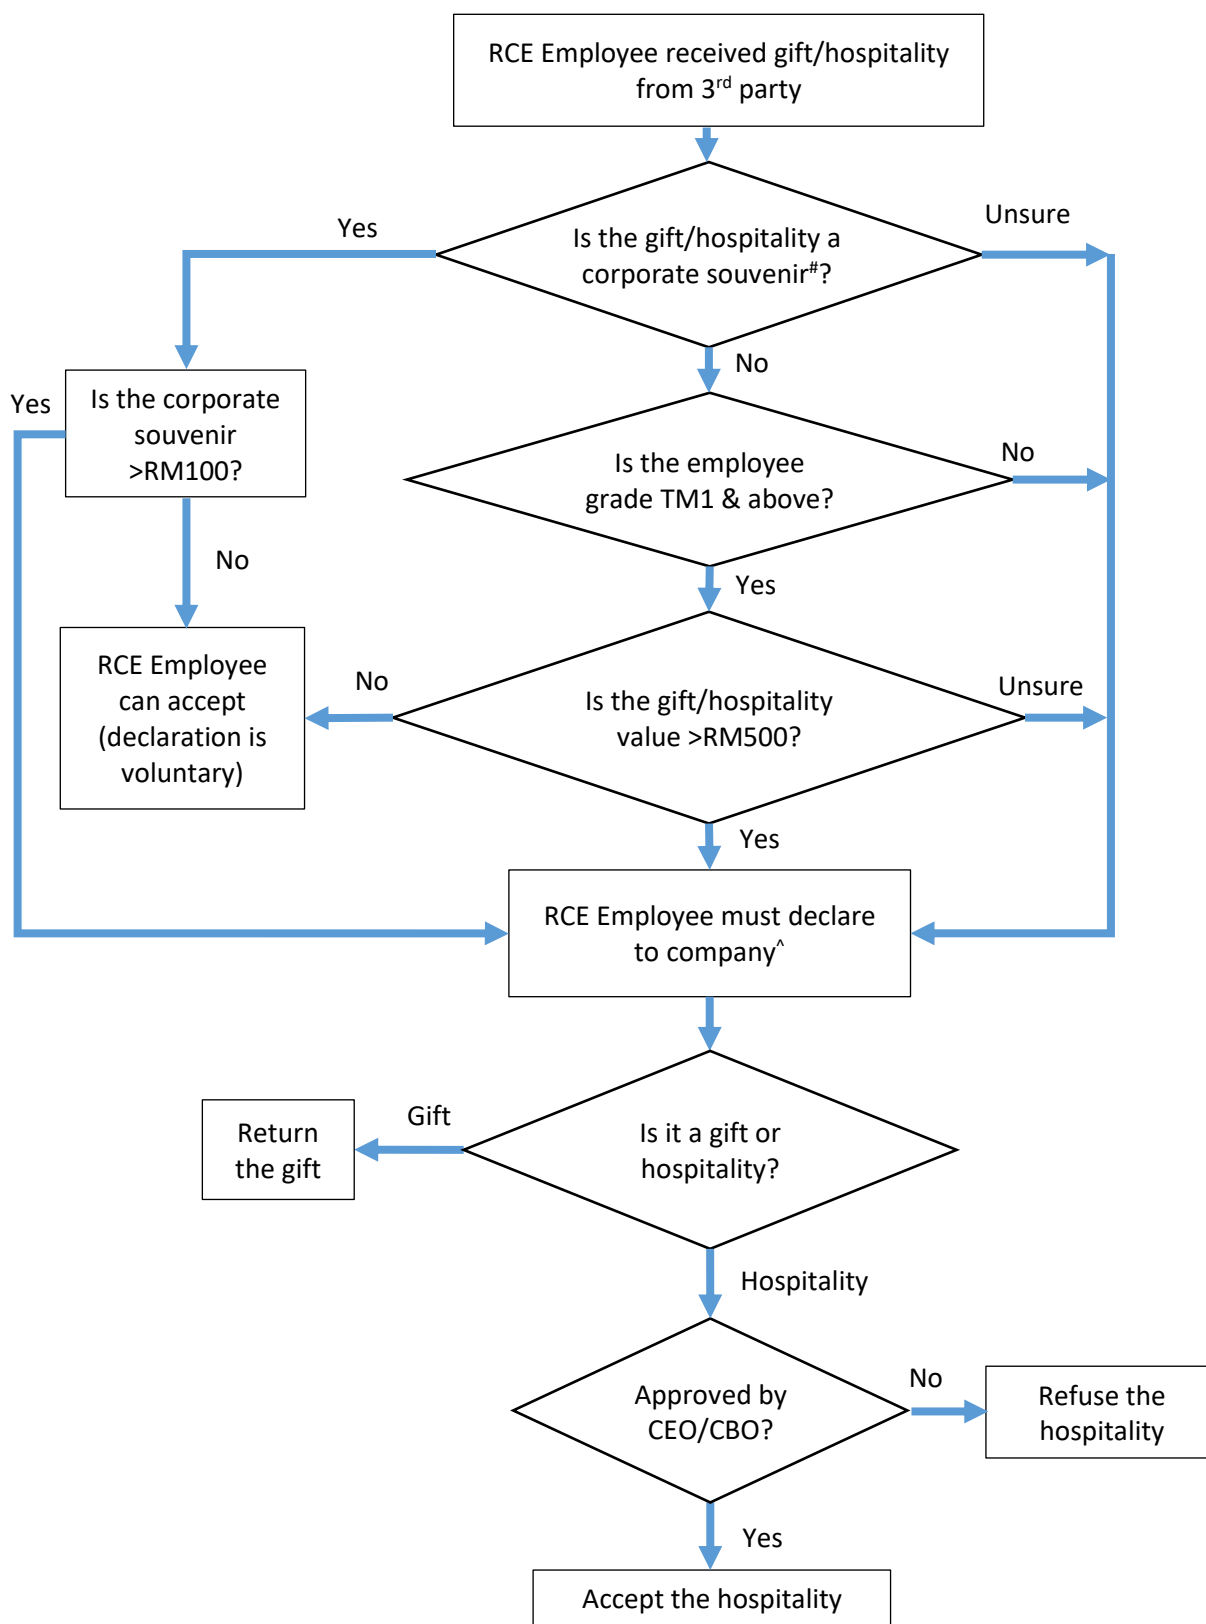 RCE Employee received gift/hospitality
from 3rd party
Yes
Unsure
Is the gift/hospitality a
corporate souvenir#?
No
Yes
Is the corporate
souvenir
>RM100?
Is the employee
grade TM1 & above?
No
No
Yes
RCE Employee
can accept
(declaration is
voluntary)
No
Is the gift/hospitality
value >RM500?
Unsure
Yes
RCE Employee must declare
to company^
Gift
Return
the gift
Is it a gift or
hospitality?
Hospitality
Approved by
CEO/CBO?
No
Refuse the
hospitality
Yes
Accept the hospitality